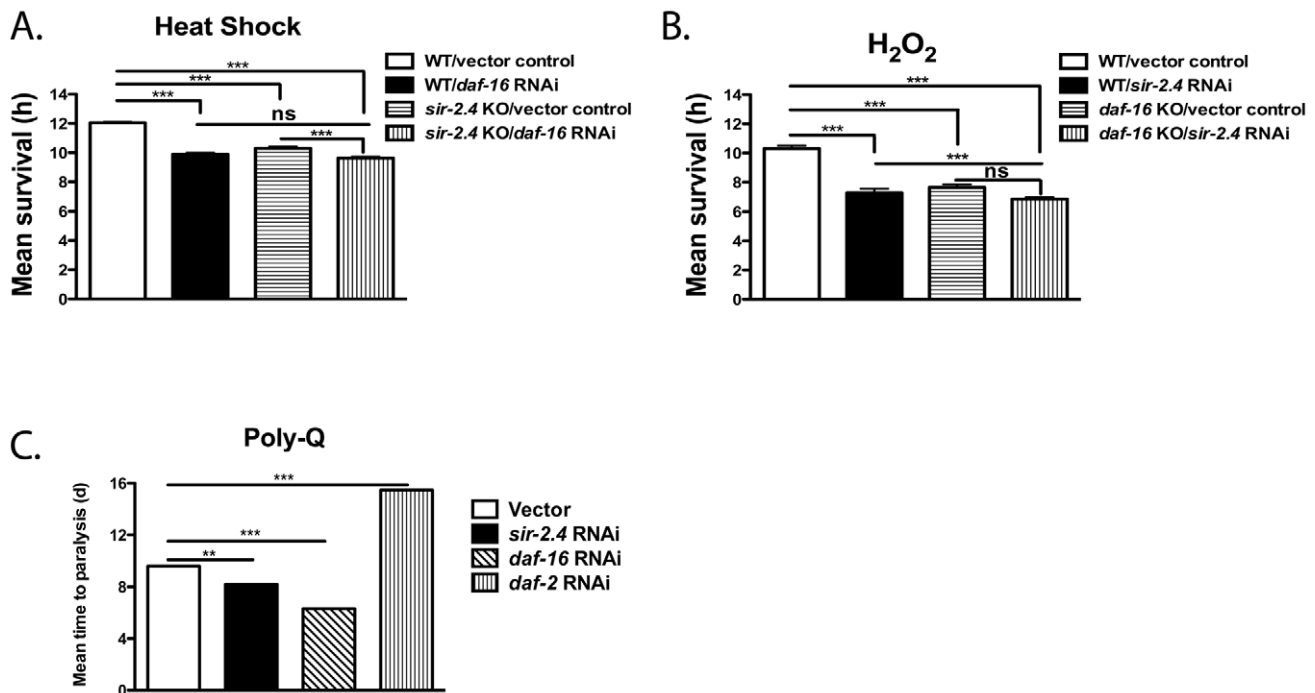 A.
Heat Shock
Mean survival (h)
14
12
10
8
6
4
2
0
***
***
***
ns
***
WT/vector control
WT/daf-16 RNAi
sir-2.4 KO/vector control
sir-2.4 KO/daf-16 RNAi
B.
H₂O₂
Mean survival (h)
14
12
10
8
6
4
2
0
***
***
***
***
ns
WT/vector control
WT/sir-2.4 RNAi
daf-16 KO/vector control
daf-16 KO/sir-2.4 RNAi
C.
Poly-Q
Mean time to paralysis (d)
16
12
8
4
0
***
***
**
Vector
sir-2.4 RNAi
daf-16 RNAi
daf-2 RNAi